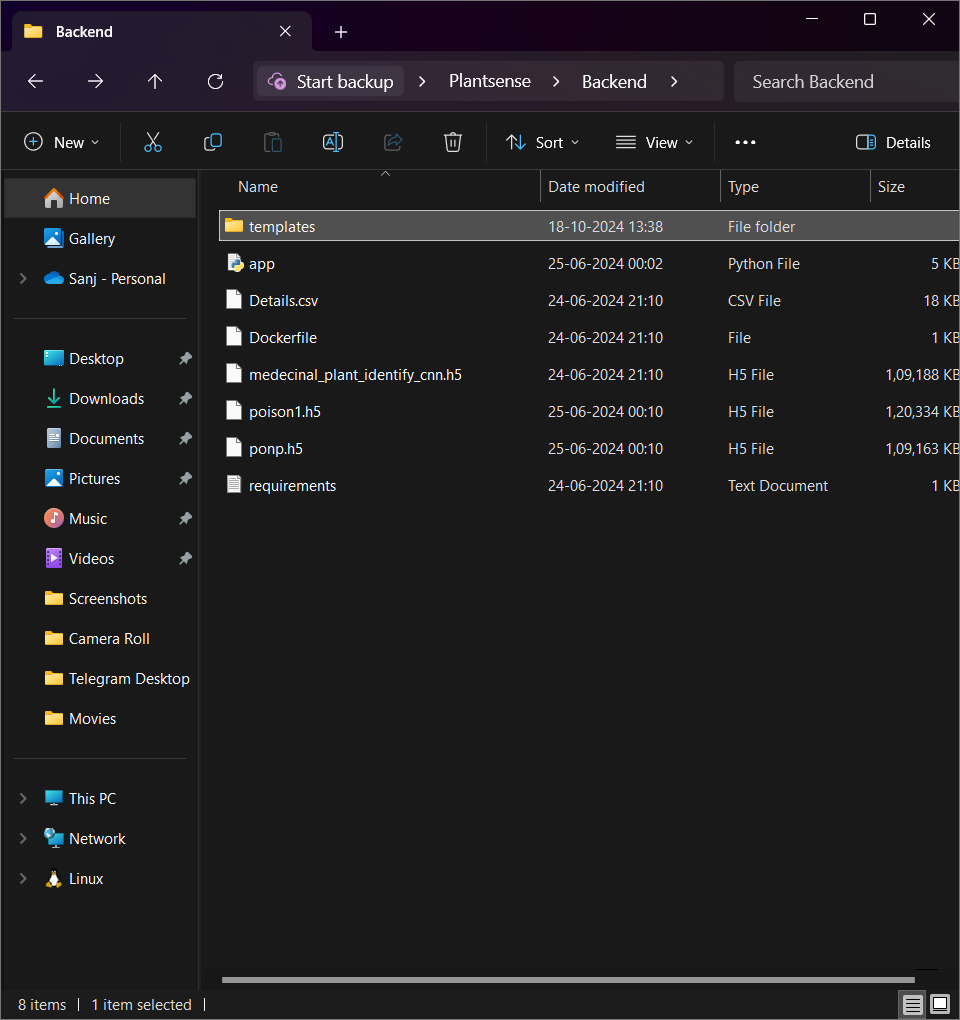 Backend
Start backup > Plantsense > Backend >
Search Backend
New
Sort
View
Details
Name Date modified Type Size
templates 18-10-2024 13:38 File folder
app 25-06-2024 00:02 Python File 5 KB
Details.csv 24-06-2024 21:10 CSV File 18 KB
Dockerfile 24-06-2024 21:10 File 1 KB
medecinal_plant_identify_cnn.h5 24-06-2024 21:10 H5 File 1,09,188 KB
poison1.h5 25-06-2024 00:10 H5 File 1,20,334 KB
ponp.h5 25-06-2024 00:10 H5 File 1,09,163 KB
requirements 24-06-2024 21:10 Text Document 1 KB
Home
Gallery
Sanj - Personal
Desktop
Downloads
Documents
Pictures
Music
Videos
Screenshots
Camera Roll
Telegram Desktop
Movies
This PC
Network
Linux
8 items | 1 item selected |